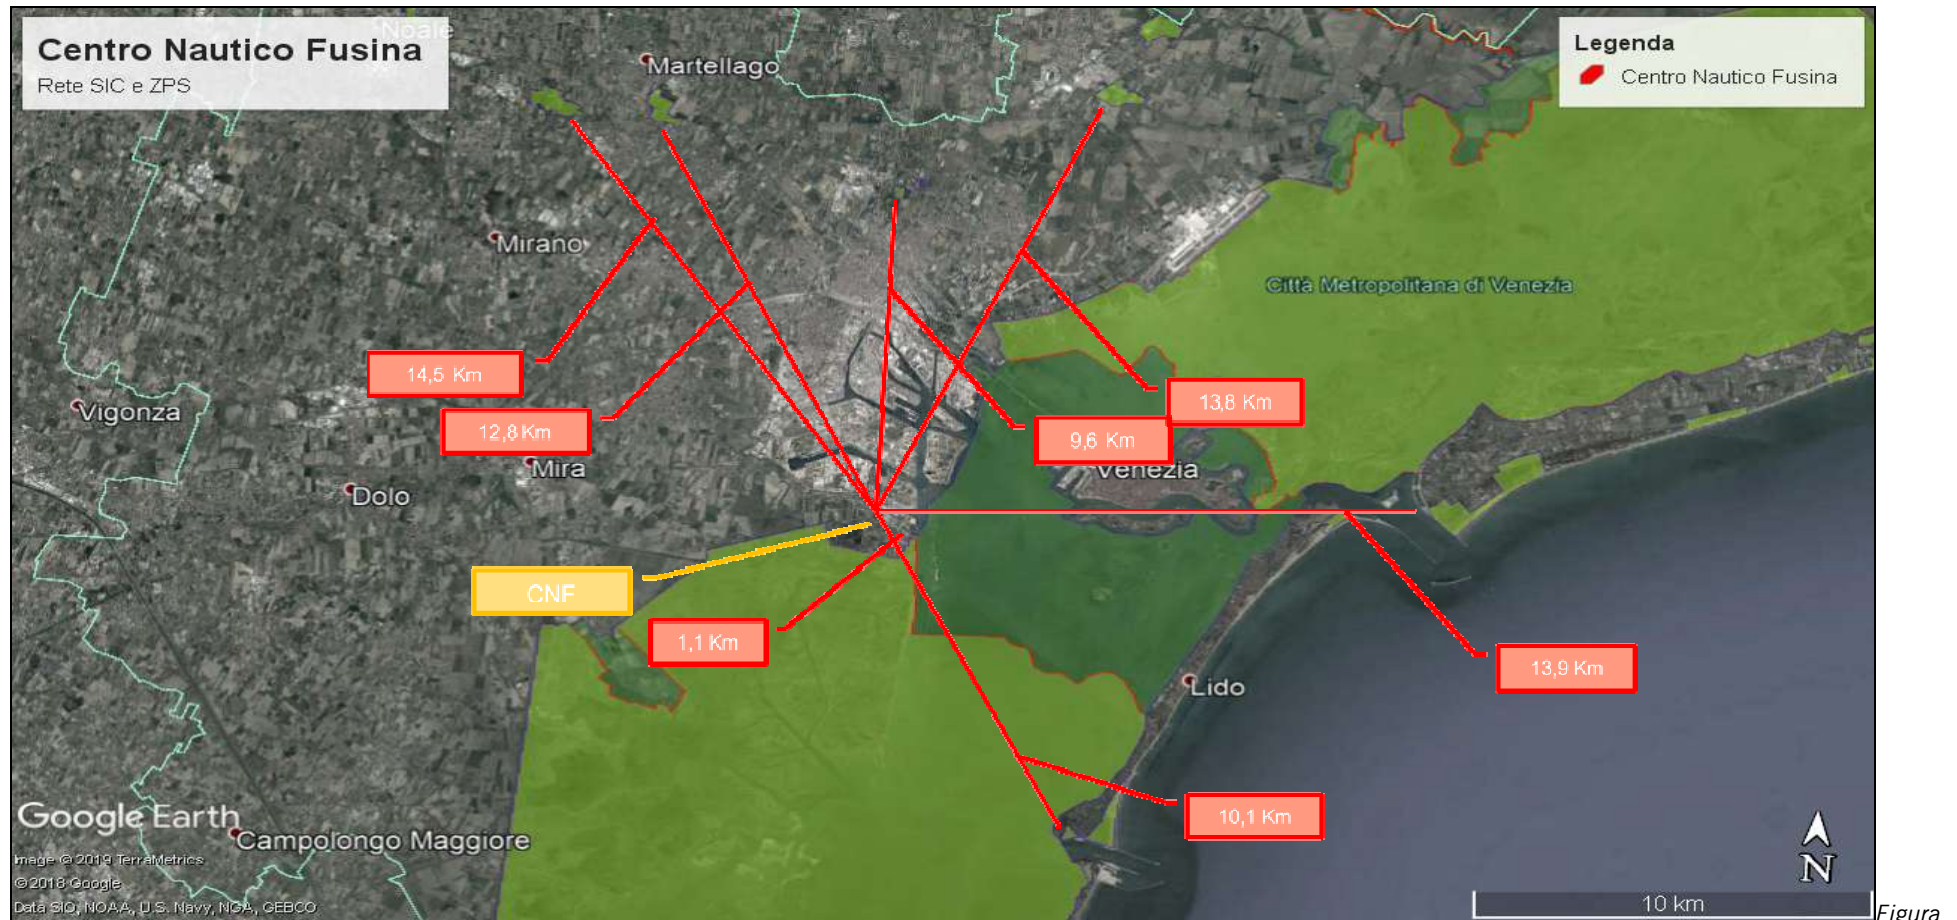 Noale
Centro Nautico Fusina
Rete SIC e ZPS
Legenda
Centro Nautico Fusina
Martellago
Mirano
Città Metropolitana di Venezia
14,5 Km
13,8 Km
Vigonza
12,8 Km
9,6 Km
Mira
Venezia
Dolo
CNF
1,1 Km
13,9 Km
Lido
10,1 Km
Google Earth
Campolongo Maggiore
Image © 2019 TerraMetrics
© 2018 Google
Data SIO, NOAA, U.S. Navy, NGA, GEBCO
N
10 km
Figura